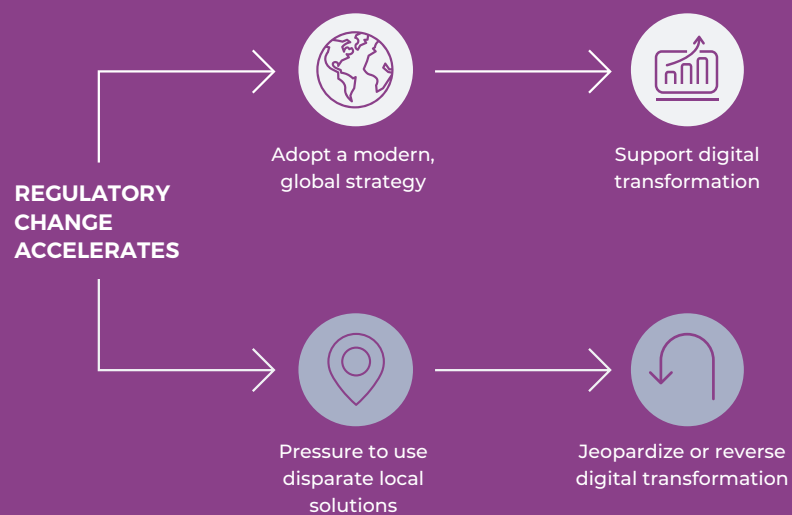 Adopt a modern,
global strategy
Support digital
transformation
REGULATORY
CHANGE
ACCELERATES
Pressure to use
disparate local
solutions
Jeopardize or reverse
digital transformation